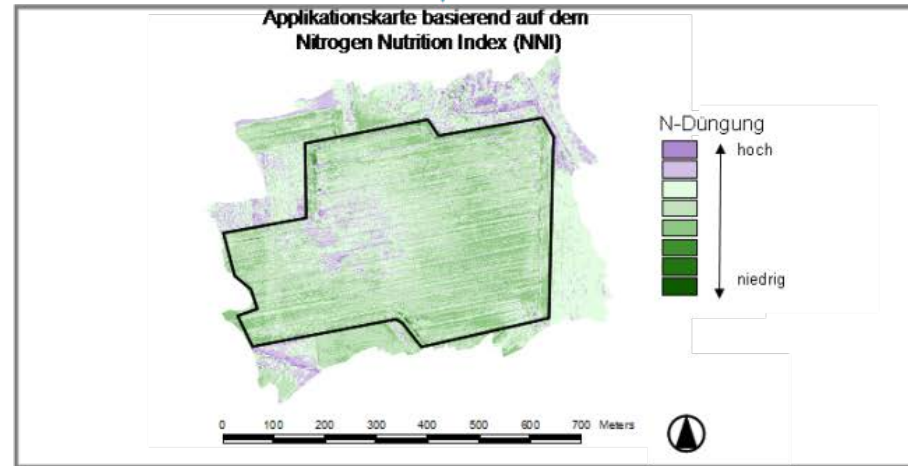 Applikationskarte basierend auf dem
Nitrogen Nutrition Index (NNI)
N-Düngung
hoch
niedrig
0 100 200 300 400 500 600 700 Meters